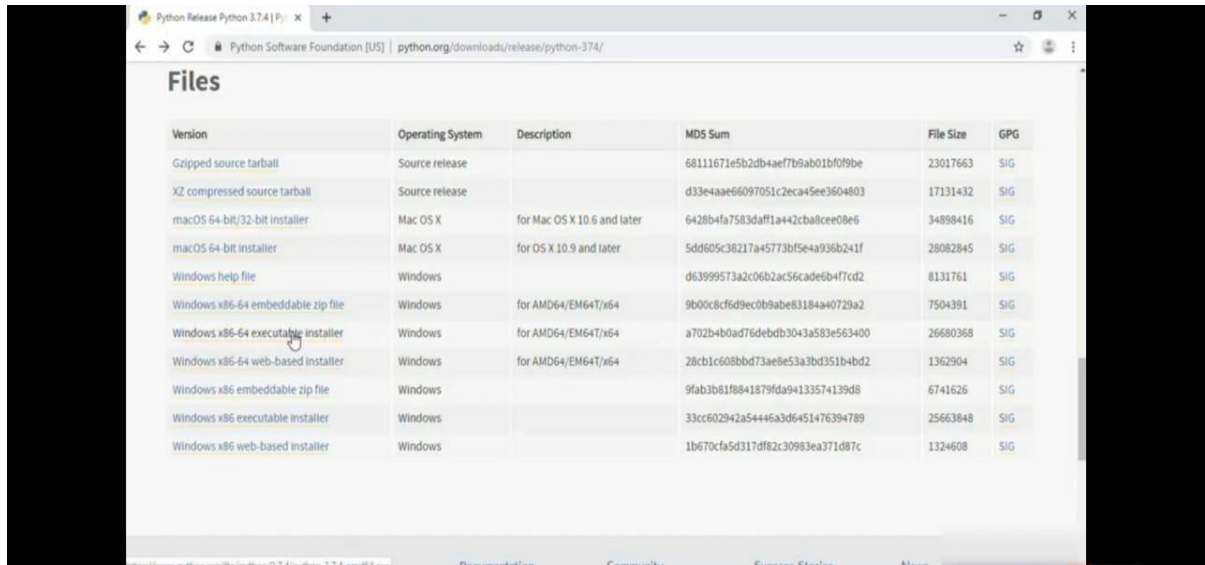 Python Release Python 3.7.4 | Py
Python Software Foundation [US] | python.org/downloads/release/python-374/
Files
Version Operating System Description MD5 Sum File Size GPG
Gzipped source tarball Source release 68111671e5b2db4aef7b9ab01bf0f9be 23017663 SIG
XZ compressed source tarball Source release d33e4aae66097051c2eca45ee3604803 17131432 SIG
macOS 64-bit/32-bit installer Mac OS X for Mac OS X 10.6 and later 6428b4fa7583daff1a442cba8cee08e6 34898416 SIG
macOS 64-bit installer Mac OS X for OS X 10.9 and later 5dd605c38217a45773bf5e4a936b241f 28082845 SIG
Windows help file Windows d63999573a2c06b2ac56cade6b4f7cd2 8131761 SIG
Windows x86-64 embeddable zip file Windows for AMD64/EM64T/x64 9b00c8cf6d9ec0b9abe83184a40729a2 7504391 SIG
Windows x86-64 executable installer Windows for AMD64/EM64T/x64 a702b4b0ad76debdb3043a583e563400 26680368 SIG
Windows x86-64 web-based installer Windows for AMD64/EM64T/x64 28cb1c608bbd73ae8e53a3bd351b4bd2 1362904 SIG
Windows x86 embeddable zip file Windows 9fab3b81f8841879fda94133574139d8 6741626 SIG
Windows x86 executable installer Windows 33cc602942a54446a3d6451476394789 25663848 SIG
Windows x86 web-based installer Windows 1b670cfa5d317df82c30983ea371d87c 1324608 SIG
Documentation Community Success Stories News